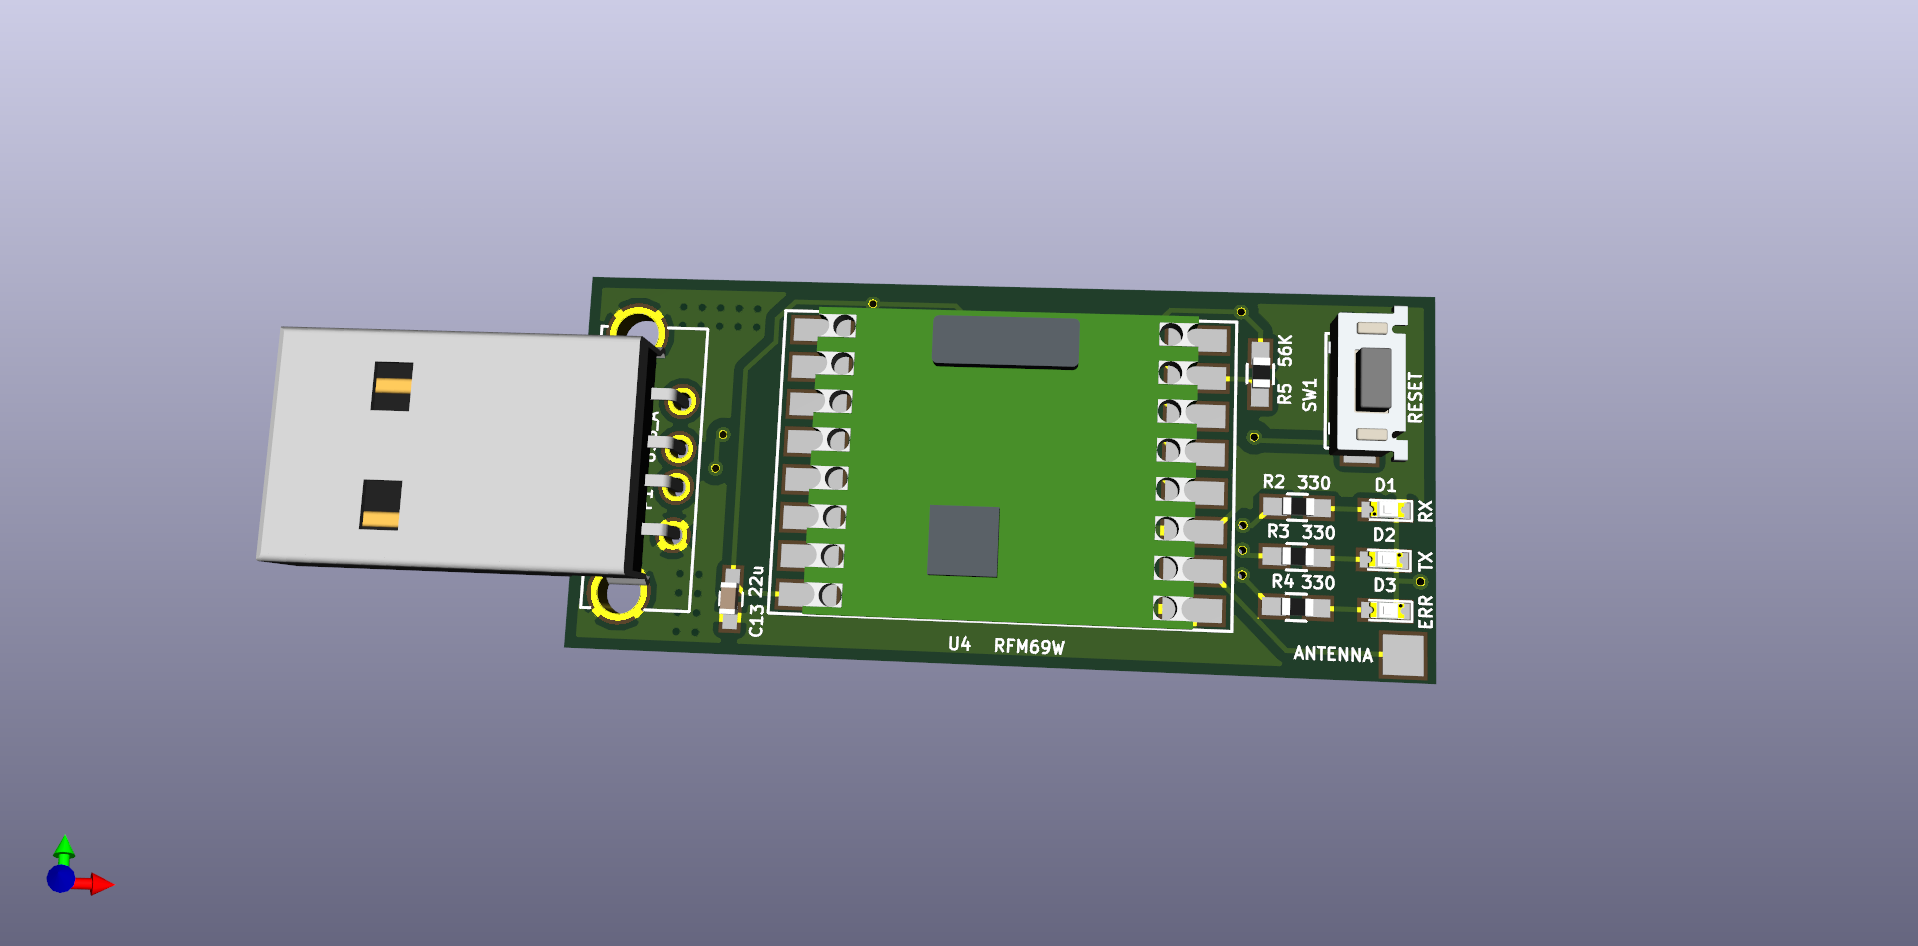 C13 22u
U4 RFM69W
R5 56K
SW1
RESET
R2 330
D1
RX
R3 330
D2
TX
R4 330
D3
ERR
ANTENNA